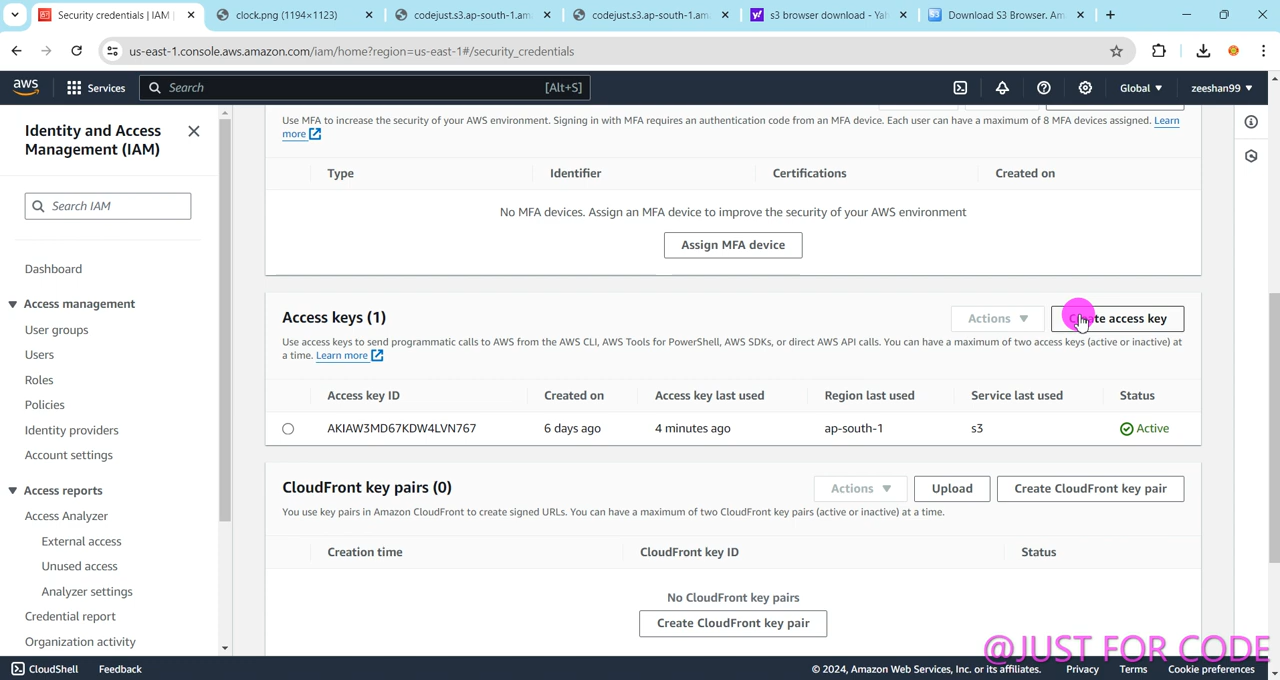 Security credentials | IAM
clock.png (1194×1123)
codejust.s3.ap-south-1.am
codejust.s3.ap-south-1.am
s3 browser download - Yah
Download S3 Browser. Am
us-east-1.console.aws.amazon.com/iam/home?region=us-east-1#/security_credentials
aws
Services
Search
[Alt+S]
Global
zeeshan99
Identity and Access
Management (IAM)
Search IAM
Dashboard
Access management
User groups
Users
Roles
Policies
Identity providers
Account settings
Access reports
Access Analyzer
External access
Unused access
Analyzer settings
Credential report
Organization activity
Use MFA to increase the security of your AWS environment. Signing in with MFA requires an authentication code from an MFA device. Each user can have a maximum of 8 MFA devices assigned. Learn
more
Type Identifier Certifications Created on
No MFA devices. Assign an MFA device to improve the security of your AWS environment
Assign MFA device
Access keys (1)
Actions
access key
Use access keys to send programmatic calls to AWS from the AWS CLI, AWS Tools for PowerShell, AWS SDKs, or direct AWS API calls. You can have a maximum of two access keys (active or inactive) at
a time. Learn more
Access key ID Created on Access key last used Region last used Service last used Status
AKIAW3MD67KDW4LVN767 6 days ago 4 minutes ago ap-south-1 s3 Active
CloudFront key pairs (0)
Actions
Upload
Create CloudFront key pair
You use key pairs in Amazon CloudFront to create signed URLs. You can have a maximum of two CloudFront key pairs (active or inactive) at a time.
Creation time CloudFront key ID Status
No CloudFront key pairs
Create CloudFront key pair
@JUST FOR CODE
CloudShell Feedback © 2024, Amazon Web Services, Inc. or its affiliates. Privacy Terms Cookie preferences